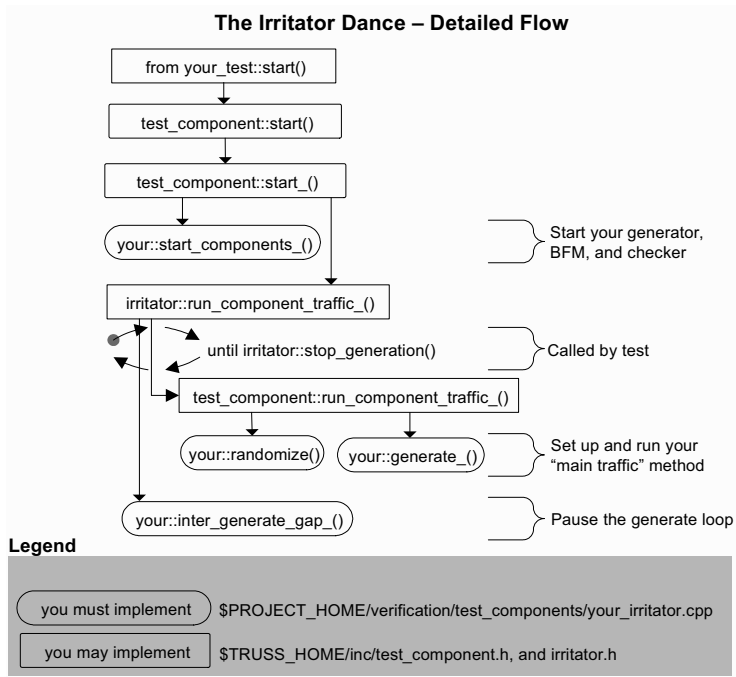 The Irritator Dance – Detailed Flow
from your_test::start()
test_component::start()
test_component::start_()
your::start_components_()
Start your generator,
BFM, and checker
irritator::run_component_traffic_()
until irritator::stop_generation()
Called by test
test_component::run_component_traffic_()
your::randomize()
your::generate_()
Set up and run your
“main traffic” method
your::inter_generate_gap_()
Pause the generate loop
Legend
you must implement
$PROJECT_HOME/verification/test_components/your_irritator.cpp
you may implement
$TRUSS_HOME/inc/test_component.h, and irritator.h